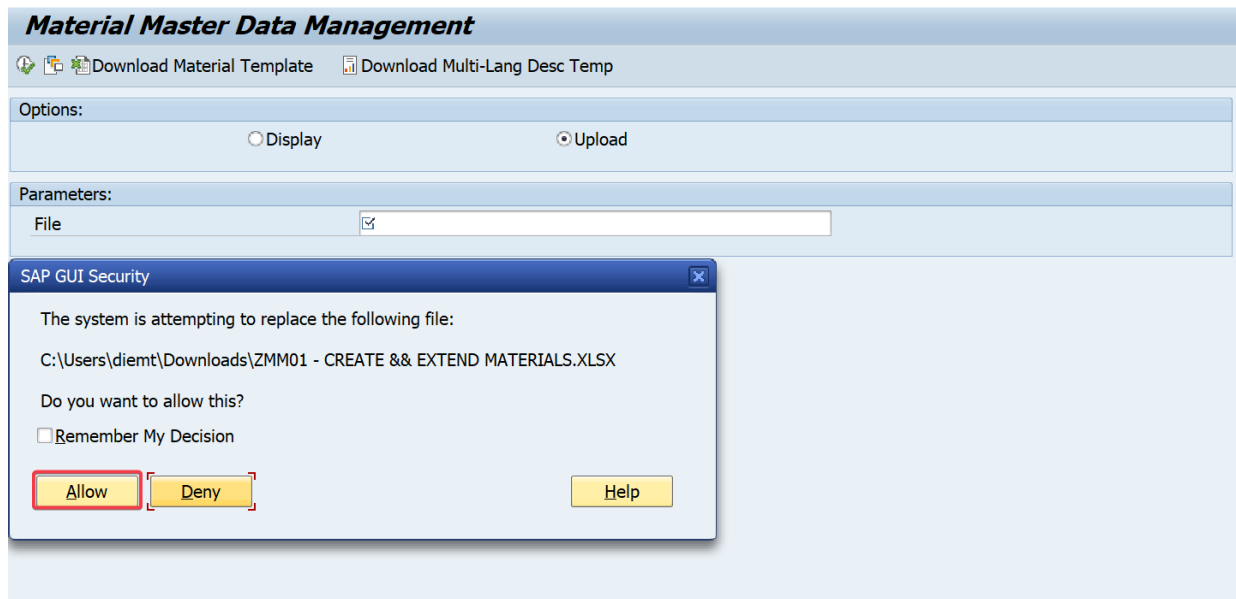 Material Master Data Management
Download Material Template Download Multi-Lang Desc Temp
Options:
Display Upload
Parameters:
File
SAP GUI Security
The system is attempting to replace the following file:
C:\Users\diemt\Downloads\ZMM01 - CREATE && EXTEND MATERIALS.XLSX
Do you want to allow this?
Remember My Decision
Allow Deny Help